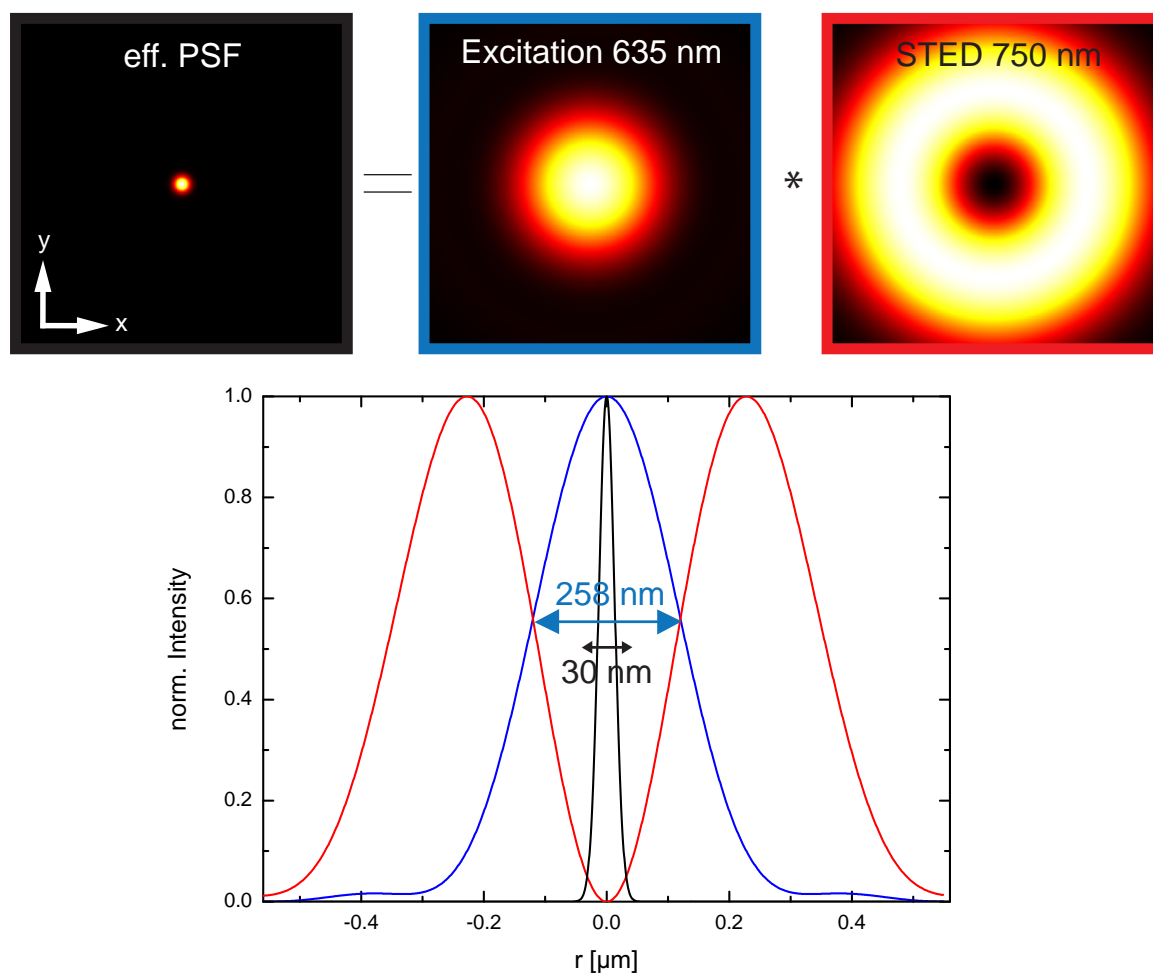 eff. PSF
Excitation 635 nm
STED 750 nm
=
*
y
x
1.0
0.8
0.6
0.4
0.2
0.0
norm. Intensity
258 nm
30 nm
-0.4 -0.2 0.0 0.2 0.4
r [µm]